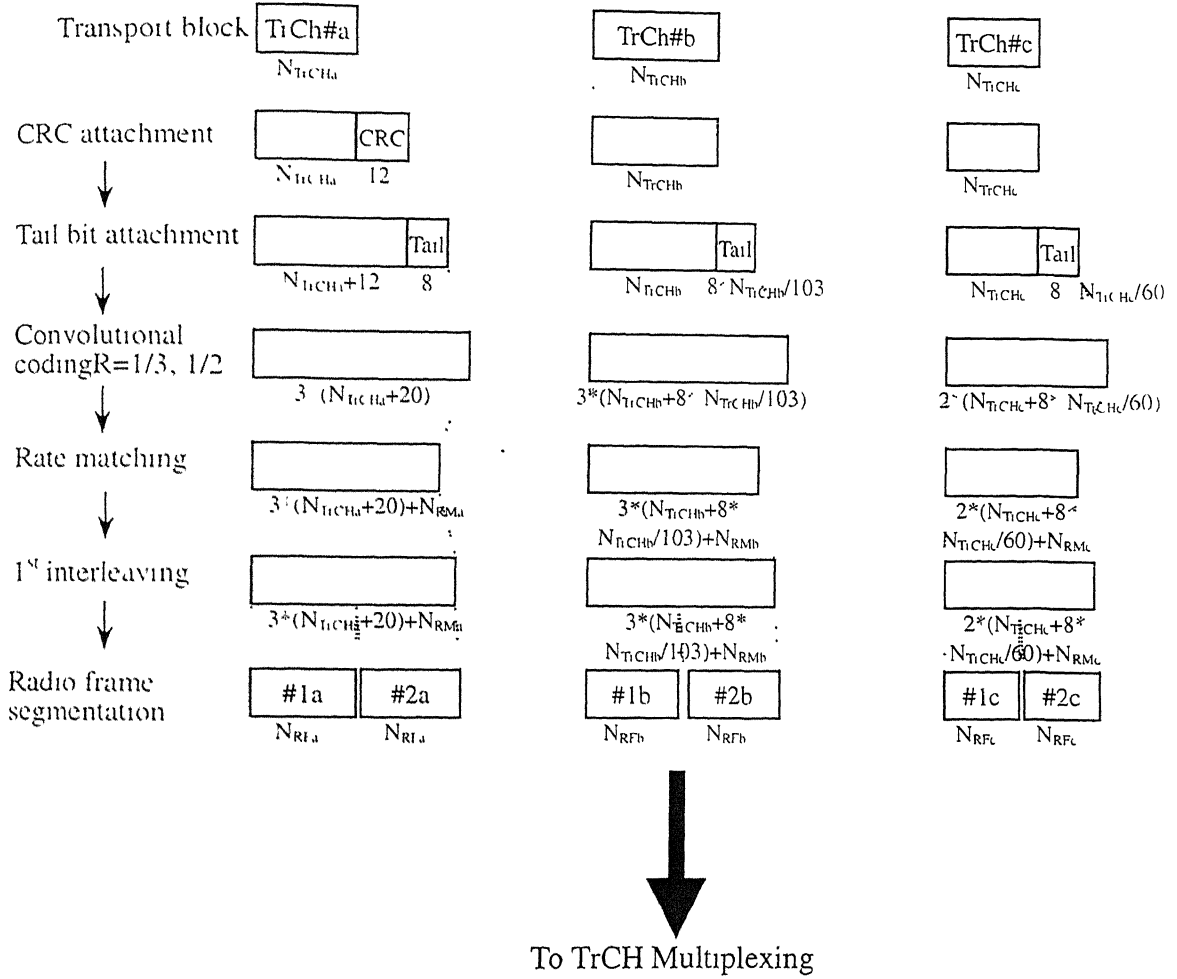 Transport block TrCh#a TrCh#b TrCh#c
N_TrCHa N_TrCHb N_TrCHc
CRC attachment CRC
N_TrCHa 12 N_TrCHb N_TrCHc
Tail bit attachment Tail Tail Tail
N_TrCHa+12 8 N_TrCHb 8* N_TrCHb/103 N_TrCHc 8 N_TrCHc/60
Convolutional
codingR=1/3, 1/2
3 (N_TrCHa+20) 3*(N_TrCHb+8* N_TrCHb/103) 2*(N_TrCHc+8* N_TrCHc/60)
Rate matching
3*(N_TrCHa+20)+N_RMa 3*(N_TrCHb+8* 2*(N_TrCHc+8*
N_TrCHb/103)+N_RMb N_TrCHc/60)+N_RMc
1st interleaving
3*(N_TrCHa+20)+N_RMa 3*(N_TrCHb+8* 2*(N_TrCHc+8*
N_TrCHb/103)+N_RMb N_TrCHc/60)+N_RMc
Radio frame
segmentation
#1a #2a #1b #2b #1c #2c
N_RFa N_RFa N_RFb N_RFb N_RFc N_RFc
To TrCH Multiplexing